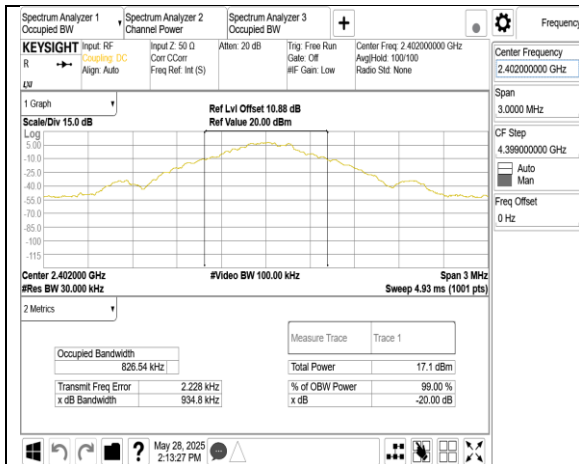 Spectrum Analyzer 1
Occupied BW
Spectrum Analyzer 2
Channel Power
Spectrum Analyzer 3
Occupied BW
+
Frequency
KEYSIGHT
R
LXI
Input: RF
Coupling: DC
Align: Auto
Input Z: 50 Ω
Corr CCorr
Freq Ref: Int (S)
Atten: 20 dB
Trig: Free Run
Gate: Off
#IF Gain: Low
Center Freq: 2.402000000 GHz
Avg|Hold: 100/100
Radio Std: None
Center Frequency
2.402000000 GHz
Span
3.0000 MHz
CF Step
4.399000000 GHz
Auto
Man
Freq Offset
0 Hz
1 Graph
Scale/Div 15.0 dB
Ref Lvl Offset 10.88 dB
Ref Value 20.00 dBm
Log
5.00
-10.0
-25.0
-40.0
-55.0
-70.0
-85.0
-100
-115
Center 2.402000 GHz
#Res BW 30.000 kHz
#Video BW 100.00 kHz
Span 3 MHz
Sweep 4.93 ms (1001 pts)
2 Metrics
Measure Trace Trace 1
Occupied Bandwidth
826.54 kHz
Total Power 17.1 dBm
Transmit Freq Error 2.228 kHz
% of OBW Power 99.00 %
x dB Bandwidth 934.8 kHz
x dB -20.00 dB
?
May 28, 2025
2:13:27 PM